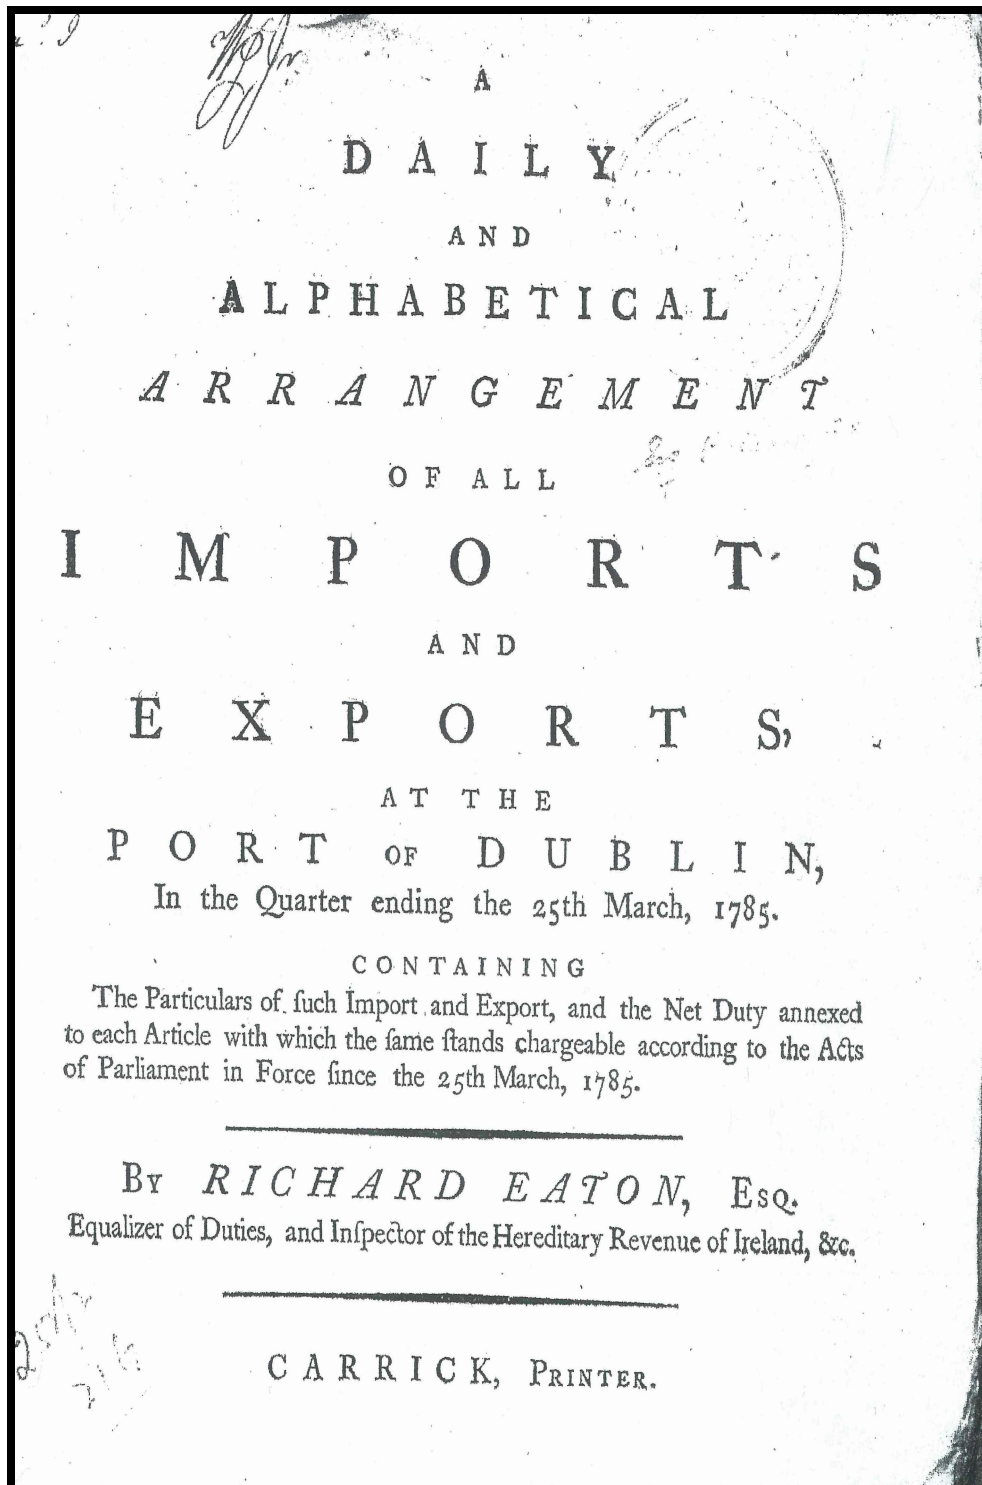 A
DAILY
AND
ALPHABETICAL
ARRANGEMENT
OF ALL
IMPORTS
AND
EXPORTS,
AT THE
PORT OF DUBLIN,
In the Quarter ending the 25th March, 1785.
CONTAINING
The Particulars of ſuch Import and Export, and the Net Duty annexed
to each Article with which the ſame ſtands chargeable according to the Acts
of Parliament in Force ſince the 25th March, 1785.
By RICHARD EATON, Esq.
Equalizer of Duties, and Inſpector of the Hereditary Revenue of Ireland, &c.
CARRICK, Printer.